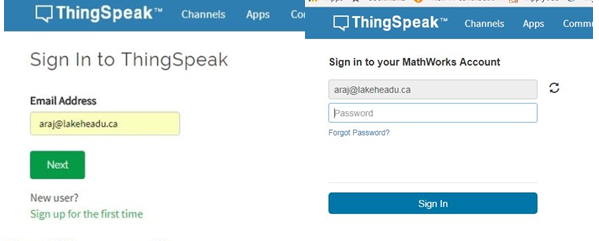 ThingSpeak™ Channels Apps
Sign In to ThingSpeak
Email Address
araj@lakeheadu.ca
Next
New user?
Sign up for the first time
ThingSpeak™ Channels Apps
Sign in to your MathWorks Account
araj@lakeheadu.ca
Password
Forgot Password?
Sign In